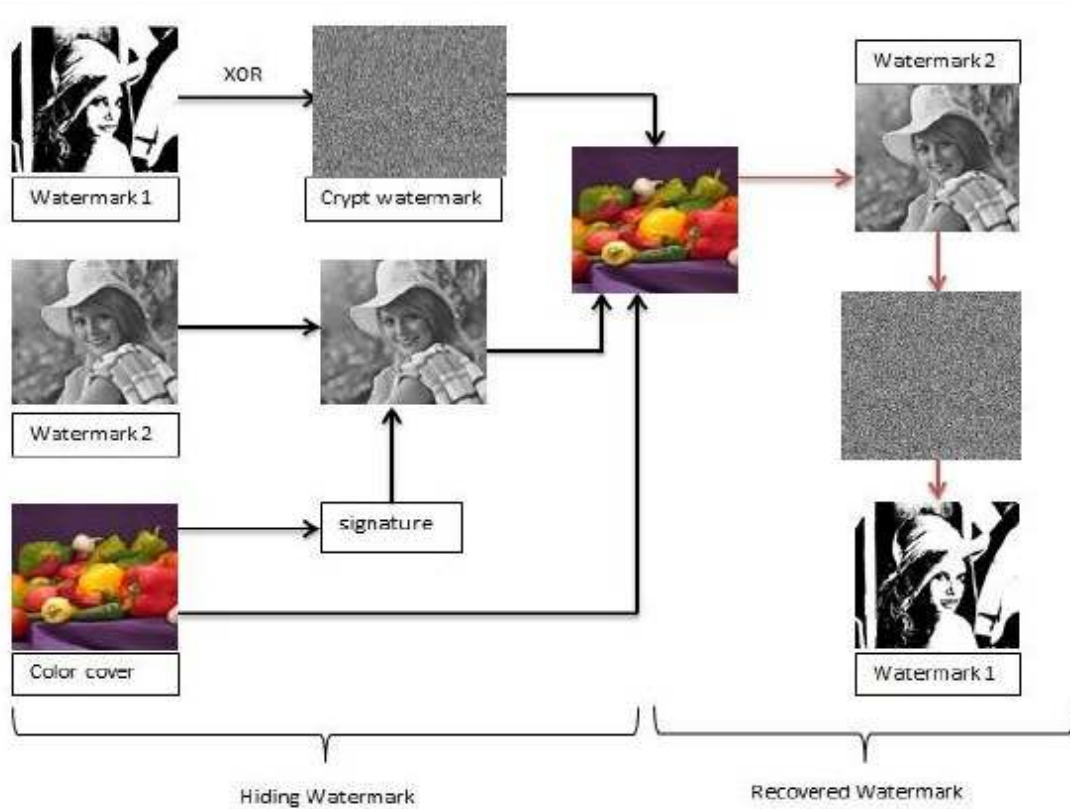 XOR
Watermark 1
Crypt watermark
Watermark 2
Watermark 2
signature
Color cover
Watermark 1
Hiding Watermark
Recovered Watermark